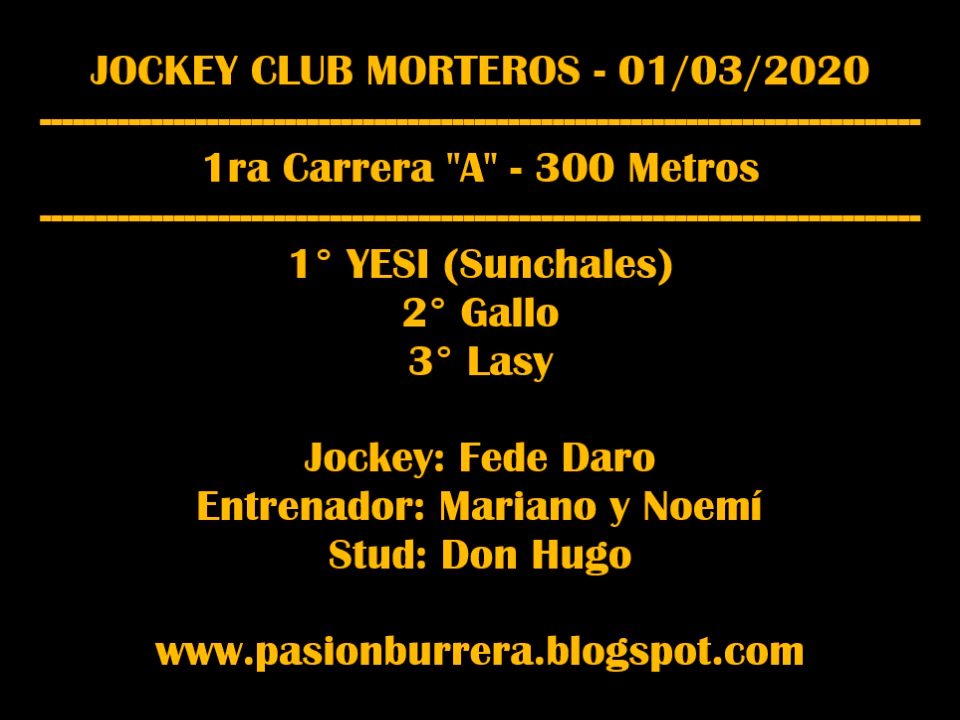 JOCKEY CLUB MORTEROS - 01/03/2020
--------------------------------------------------------------------------------
1ra Carrera "A" - 300 Metros
--------------------------------------------------------------------------------
1° YESI (Sunchales)
2° Gallo
3° Lasy
Jockey: Fede Daro
Entrenador: Mariano y Noemí
Stud: Don Hugo
www.pasionburrera.blogspot.com